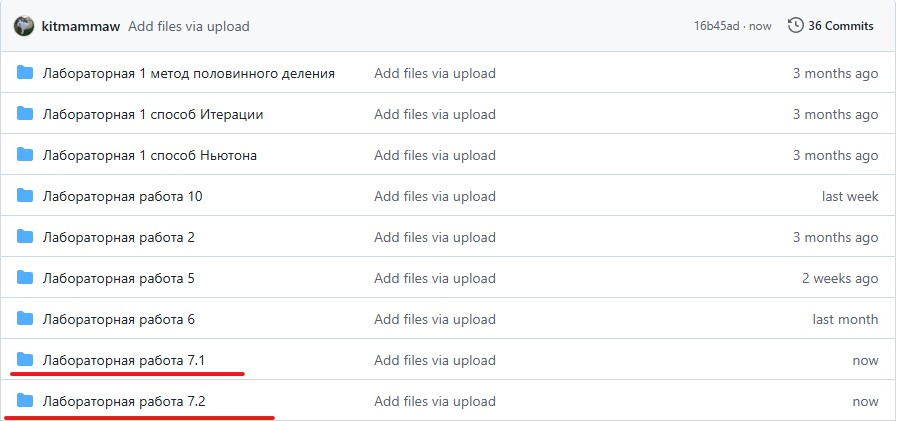 kitmammaw Add files via upload 16b45ad · now 36 Commits
Лабораторная 1 метод половинного деления Add files via upload 3 months ago
Лабораторная 1 способ Итерации Add files via upload 3 months ago
Лабораторная 1 способ Ньютона Add files via upload 3 months ago
Лабораторная работа 10 Add files via upload last week
Лабораторная работа 2 Add files via upload 3 months ago
Лабораторная работа 5 Add files via upload 2 weeks ago
Лабораторная работа 6 Add files via upload last month
Лабораторная работа 7.1 Add files via upload now
Лабораторная работа 7.2 Add files via upload now